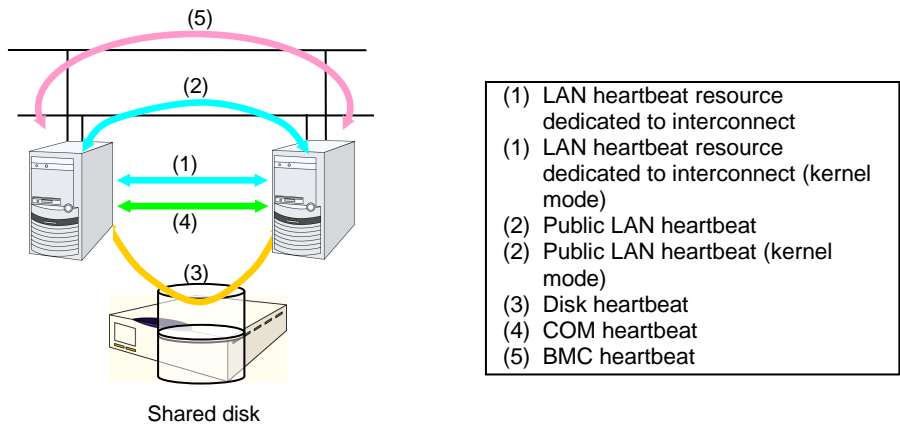 (5)
(2)
(1)
(4)
(3)
Shared disk
(1) LAN heartbeat resource
dedicated to interconnect
(1) LAN heartbeat resource
dedicated to interconnect (kernel
mode)
(2) Public LAN heartbeat
(2) Public LAN heartbeat (kernel
mode)
(3) Disk heartbeat
(4) COM heartbeat
(5) BMC heartbeat